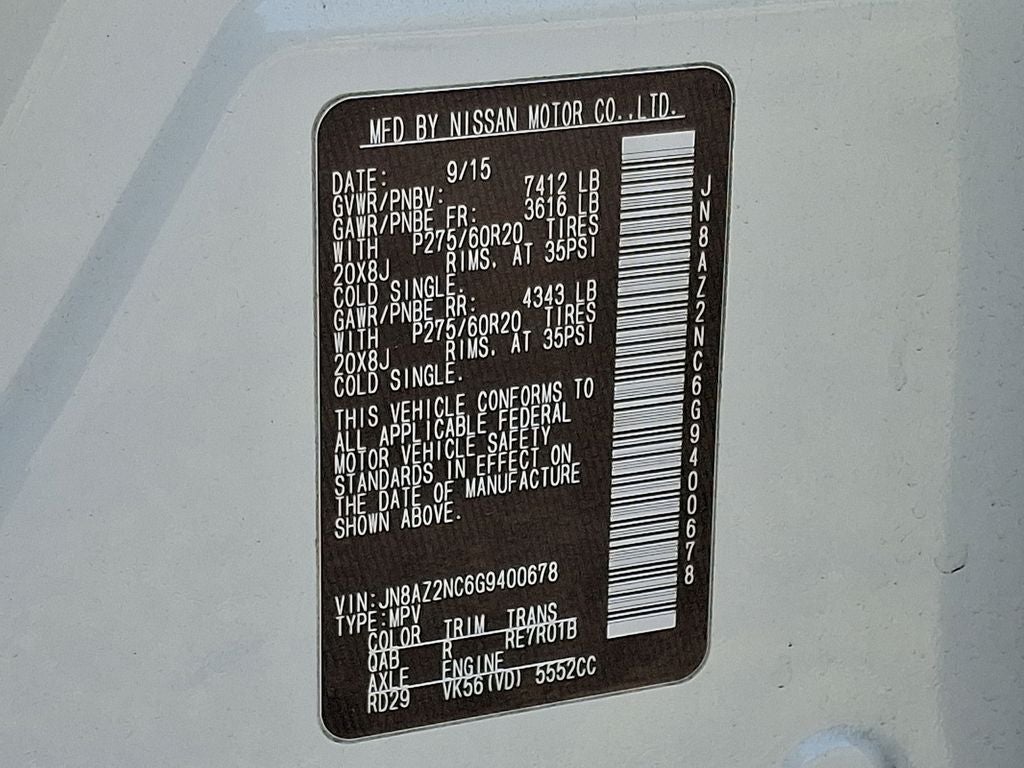 MFD BY NISSAN MOTOR CO.,LTD.
DATE: 9/15
GVWR/PNBV: 7412 LB
GAWR/PNBE FR: 3616 LB
WITH P275/60R20 TIRES
20X8J RIMS, AT 35PSI
COLD SINGLE.
GAWR/PNBE RR: 4343 LB
WITH P275/60R20 TIRES
20X8J RIMS, AT 35PSI
COLD SINGLE.
THIS VEHICLE CONFORMS TO
ALL APPLICABLE FEDERAL
MOTOR VEHICLE SAFETY
STANDARDS IN EFFECT ON
THE DATE OF MANUFACTURE
SHOWN ABOVE.
VIN:JN8AZ2NC6G9400678
TYPE:MPV
COLOR TRIM TRANS
QAB R RE7R01B
AXLE ENGINE
RD29 VK56(VD) 5552CC
JN8AZ2NC6G9400678